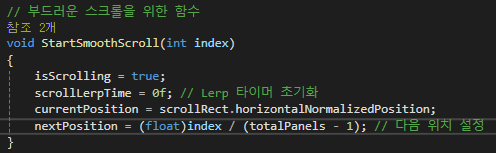 // 부드러운 스크롤을 위한 함수
참조 2개
void StartSmoothScroll(int index)
{
isScrolling = true;
scrollLerpTime = 0f; // Lerp 타이머 초기화
currentPosition = scrollRect.horizontalNormalizedPosition;
nextPosition = (float)index / (totalPanels - 1); // 다음 위치 설정
}